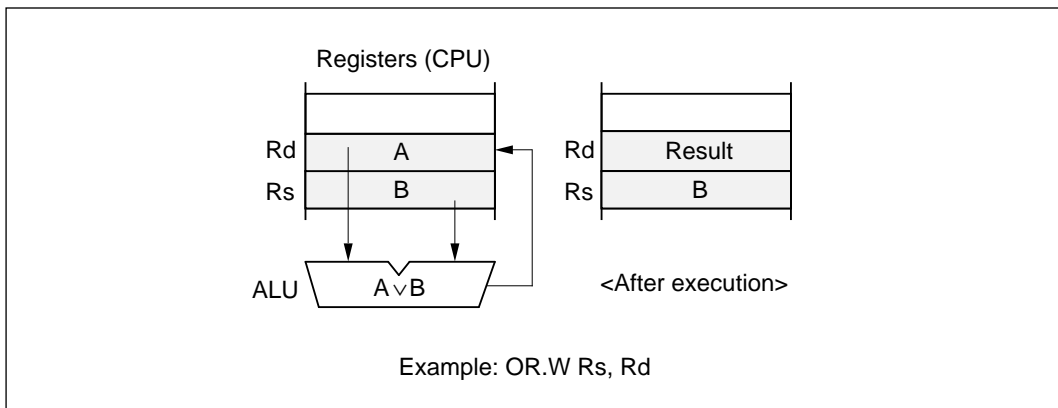 Registers (CPU)
Rd A
Rs B
ALU A∨B
Rd Result
Rs B
<After execution>
Example: OR.W Rs, Rd